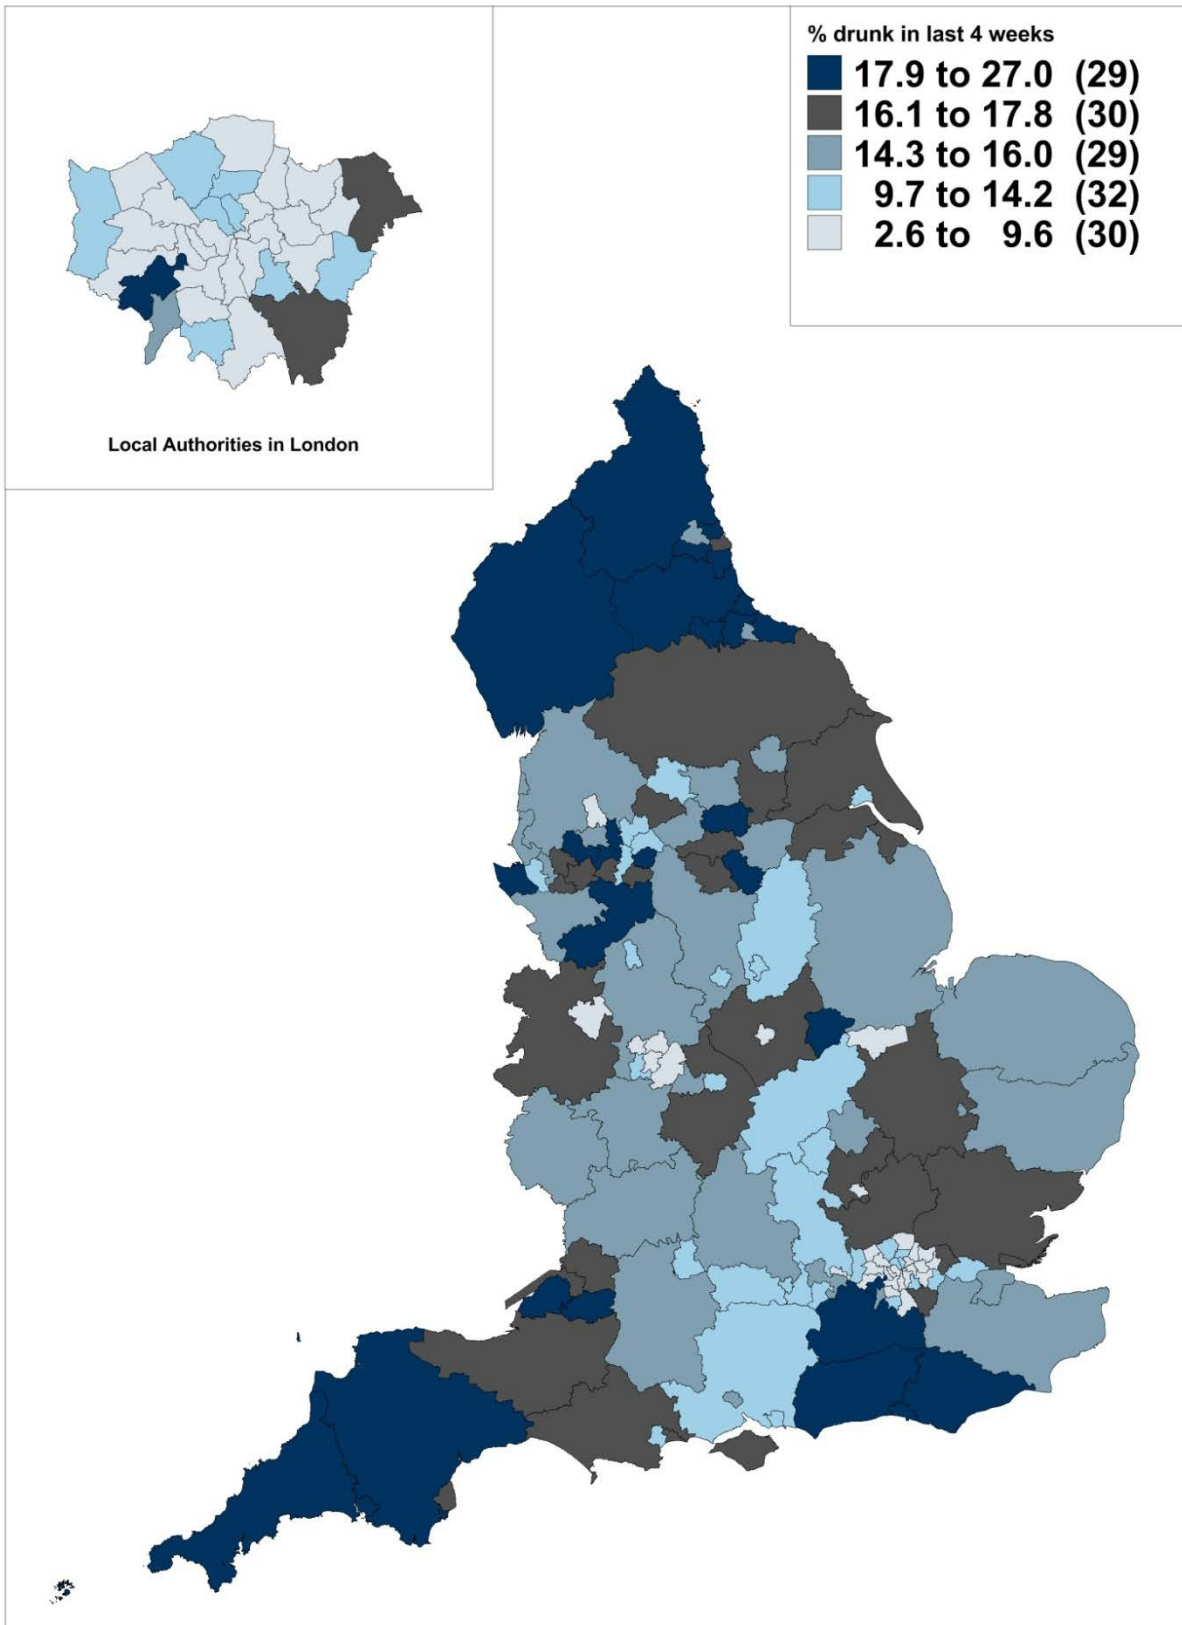 % drunk in last 4 weeks
17.9 to 27.0 (29)
16.1 to 17.8 (30)
14.3 to 16.0 (29)
9.7 to 14.2 (32)
2.6 to 9.6 (30)
Local Authorities in London